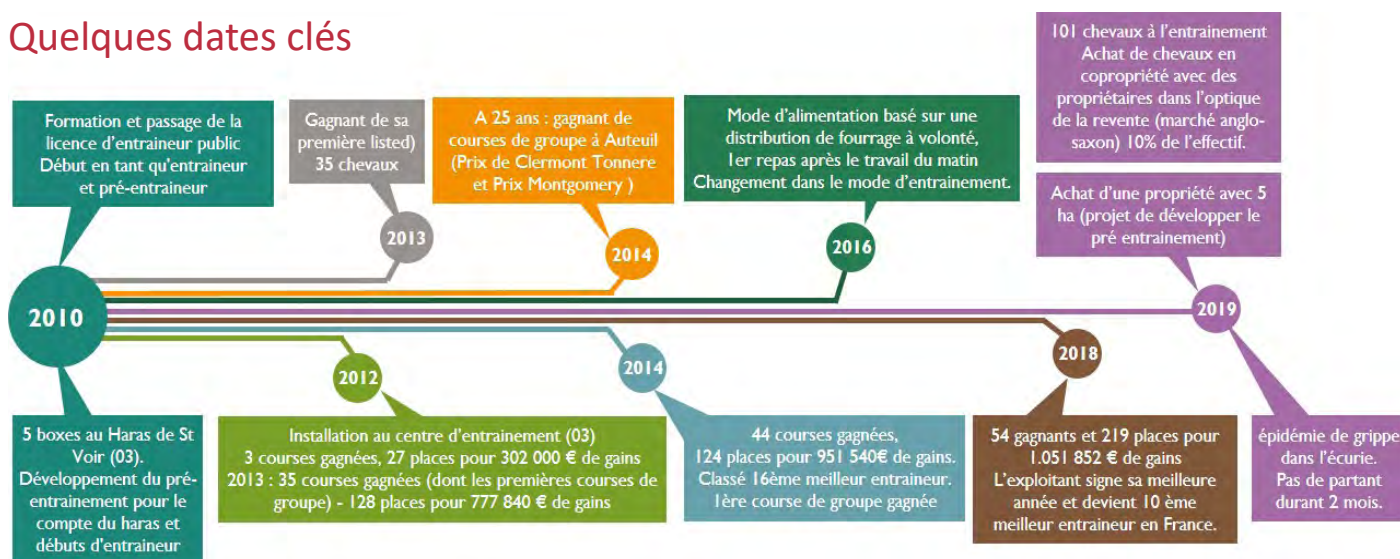 Quelques dates clés
Formation et passage de la
licence d'entraineur public
Début en tant qu'entraineur
et pré-entraineur
Gagnant de sa
première listed)
35 chevaux
A 25 ans : gagnant de
courses de groupe à Auteuil
(Prix de Clermont Tonnere
et Prix Montgomery )
Mode d'alimentation basé sur une
distribution de fourrage à volonté,
1er repas après le travail du matin
Changement dans le mode d'entrainement.
101 chevaux à l'entrainement
Achat de chevaux en
copropriété avec des
propriétaires dans l'optique
de la revente (marché anglo-
saxon) 10% de l'effectif.
Achat d'une propriété avec 5
ha (projet de développer le
pré entrainement)
2013
2014
2016
2010
2019
2012
2014
2018
5 boxes au Haras de St
Voir (03).
Développement du pré-
entrainement pour le
compte du haras et
débuts d'entraineur
Installation au centre d'entrainement (03)
3 courses gagnées, 27 places pour 302 000 € de gains
2013 : 35 courses gagnées (dont les premières courses de
groupe) - 128 places pour 777 840 € de gains
44 courses gagnées,
124 places pour 951 540€ de gains.
Classé 16ème meilleur entraineur.
1ère course de groupe gagnée
54 gagnants et 219 places pour
1.051 852 € de gains
L'exploitant signe sa meilleure
année et devient 10 ème
meilleur entraineur en France.
épidémie de grippe
dans l'écurie.
Pas de partant
durant 2 mois.